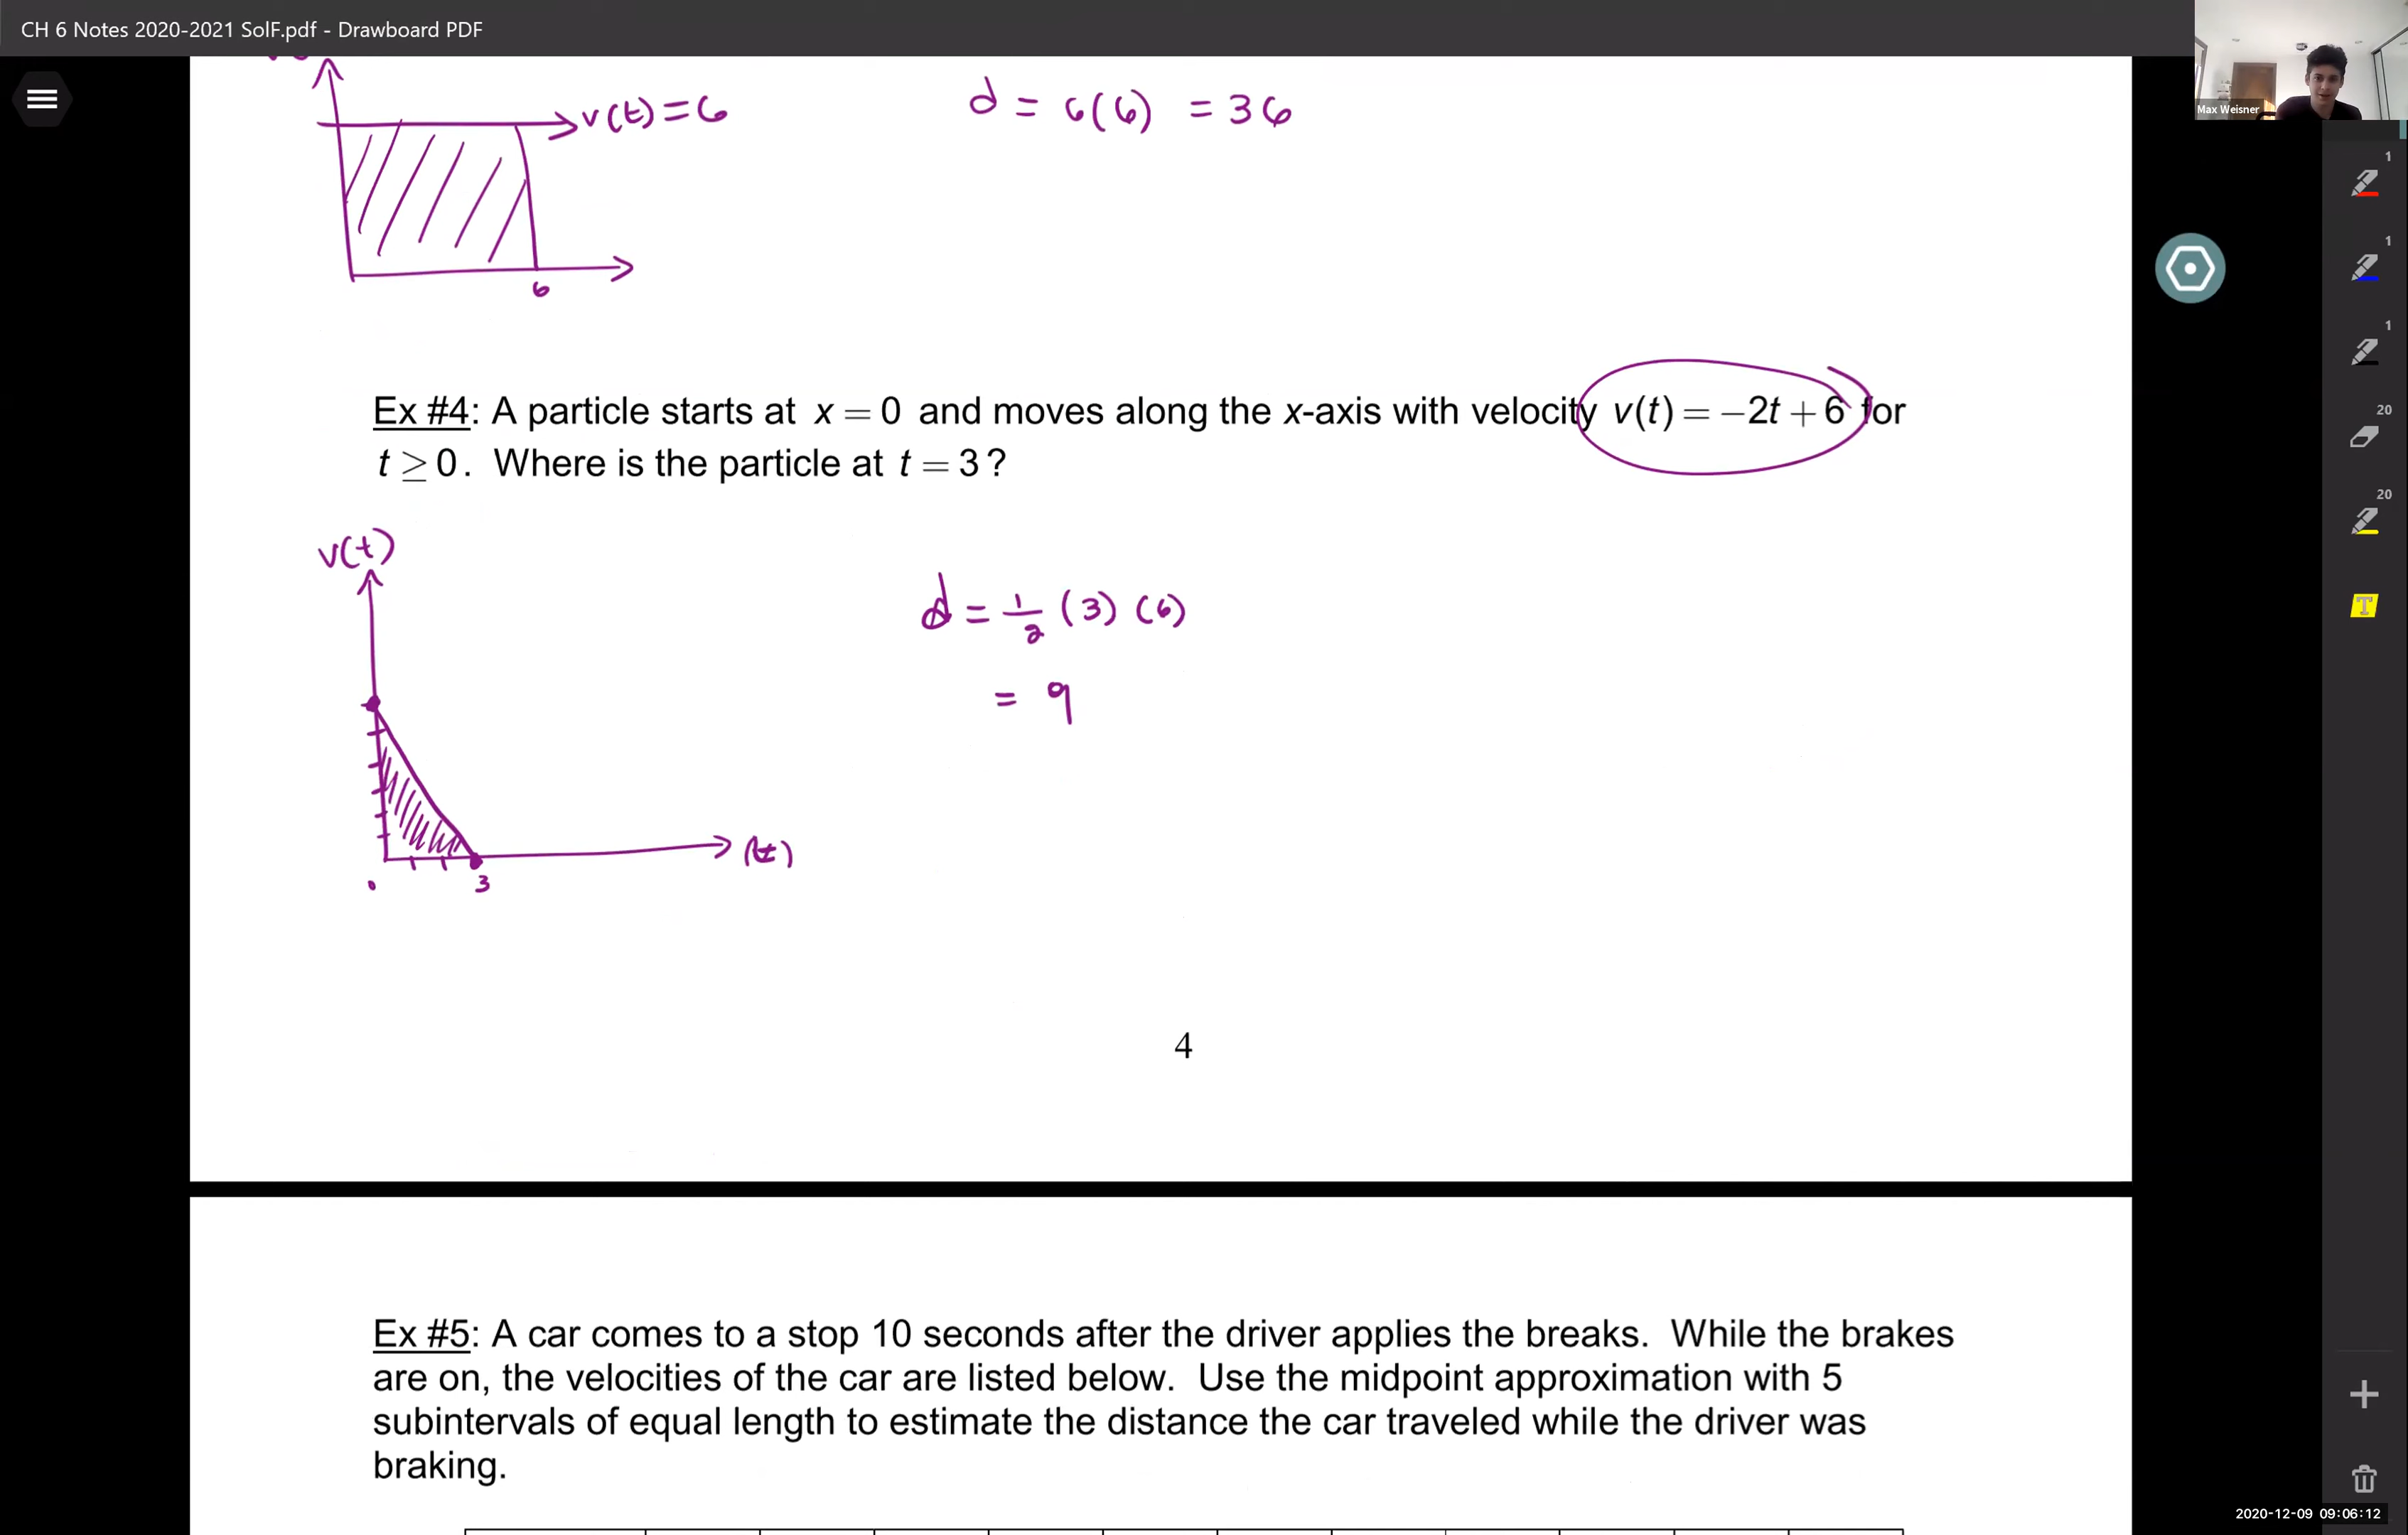 CH 6 Notes 2020-2021 SolF.pdf - Drawboard PDF
Max Weisner
v(t) = 6
d = 6(6) = 36
6
1
1
1
20
20
T
Ex #4: A particle starts at x = 0 and moves along the x-axis with velocity v(t) = −2t + 6 for
t ≥ 0. Where is the particle at t = 3?
v(t)
d = 1/2 (3) (6)
= 9
(t)
0 3
4
Ex #5: A car comes to a stop 10 seconds after the driver applies the breaks. While the brakes
are on, the velocities of the car are listed below. Use the midpoint approximation with 5
subintervals of equal length to estimate the distance the car traveled while the driver was
braking.
2020-12-09 09:06:12